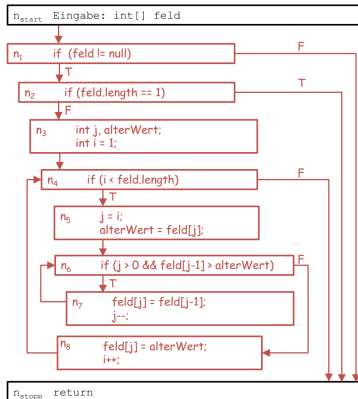 n_start Eingabe: int[] feld
n1 if (feld != null) F
T
n2 if (feld.length == 1) T
F
n3 int j, alterWert;
int i = 1;
n4 if (i < feld.length) F
T
n5 j = i;
alterWert = feld[j];
n6 if (j > 0 && feld[j-1] > alterWert) F
T
n7 feld[j] = feld[j-1];
j--;
n8 feld[j] = alterWert;
i++;
n_stopp return